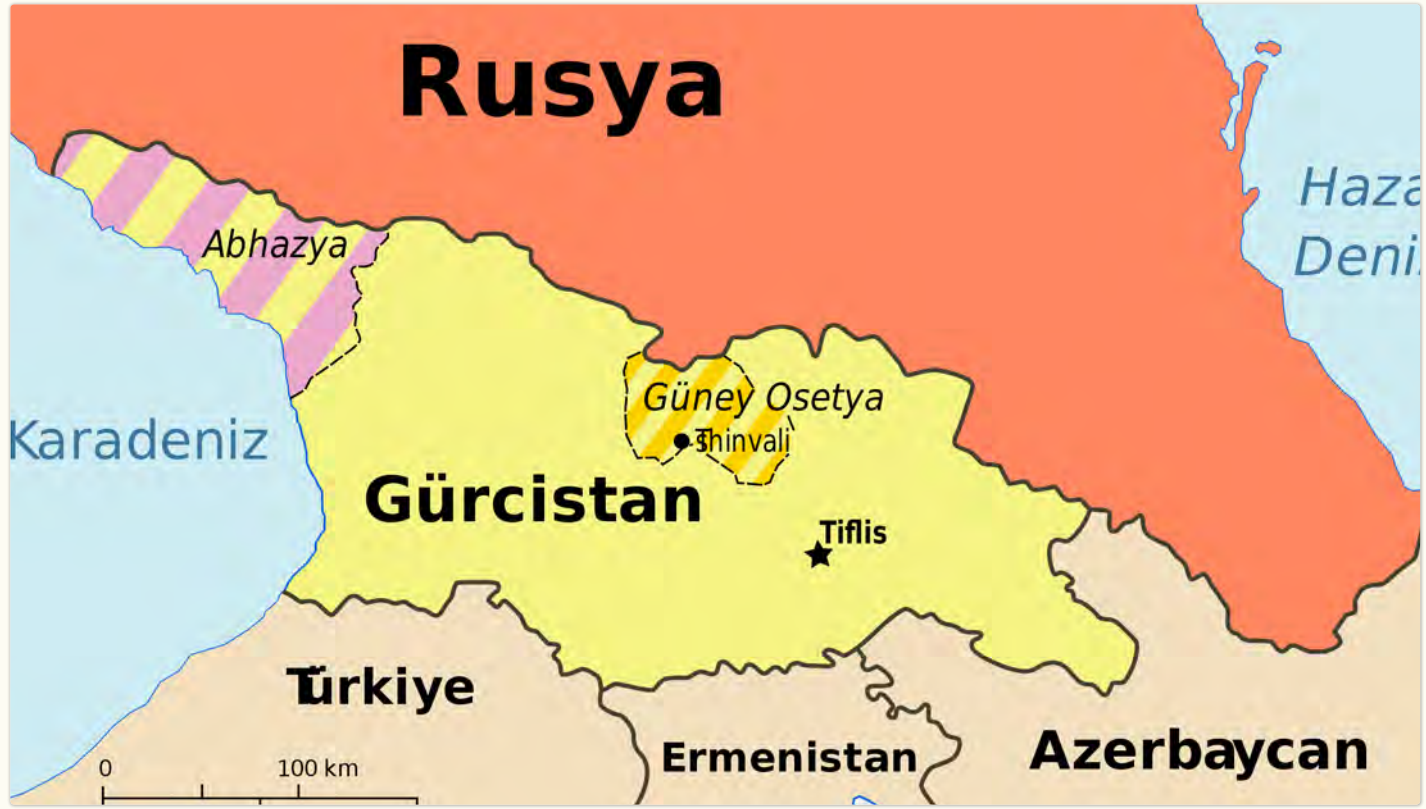 Rusya
Haza
Deni
Abhazya
Güney Osetya
Karadeniz
Tshinvali
Gürcistan
Tiflis
Türkiye
Ermenistan
Azerbaycan
0 100 km